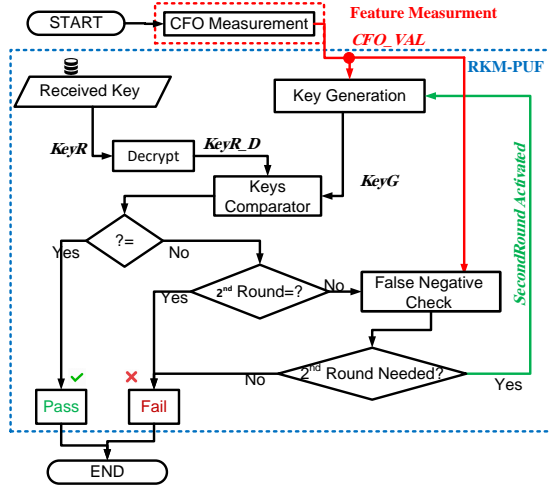 START
CFO Measurement
Feature Measurment
CFO_VAL
RKM-PUF
Received Key
Key Generation
KeyR
Decrypt
KeyR_D
Keys
Comparator
KeyG
SecondRound Activated
?=
Yes
No
2nd Round=?
Yes
No
False Negative
Check
2nd Round Needed?
No
Yes
Pass
Fail
END